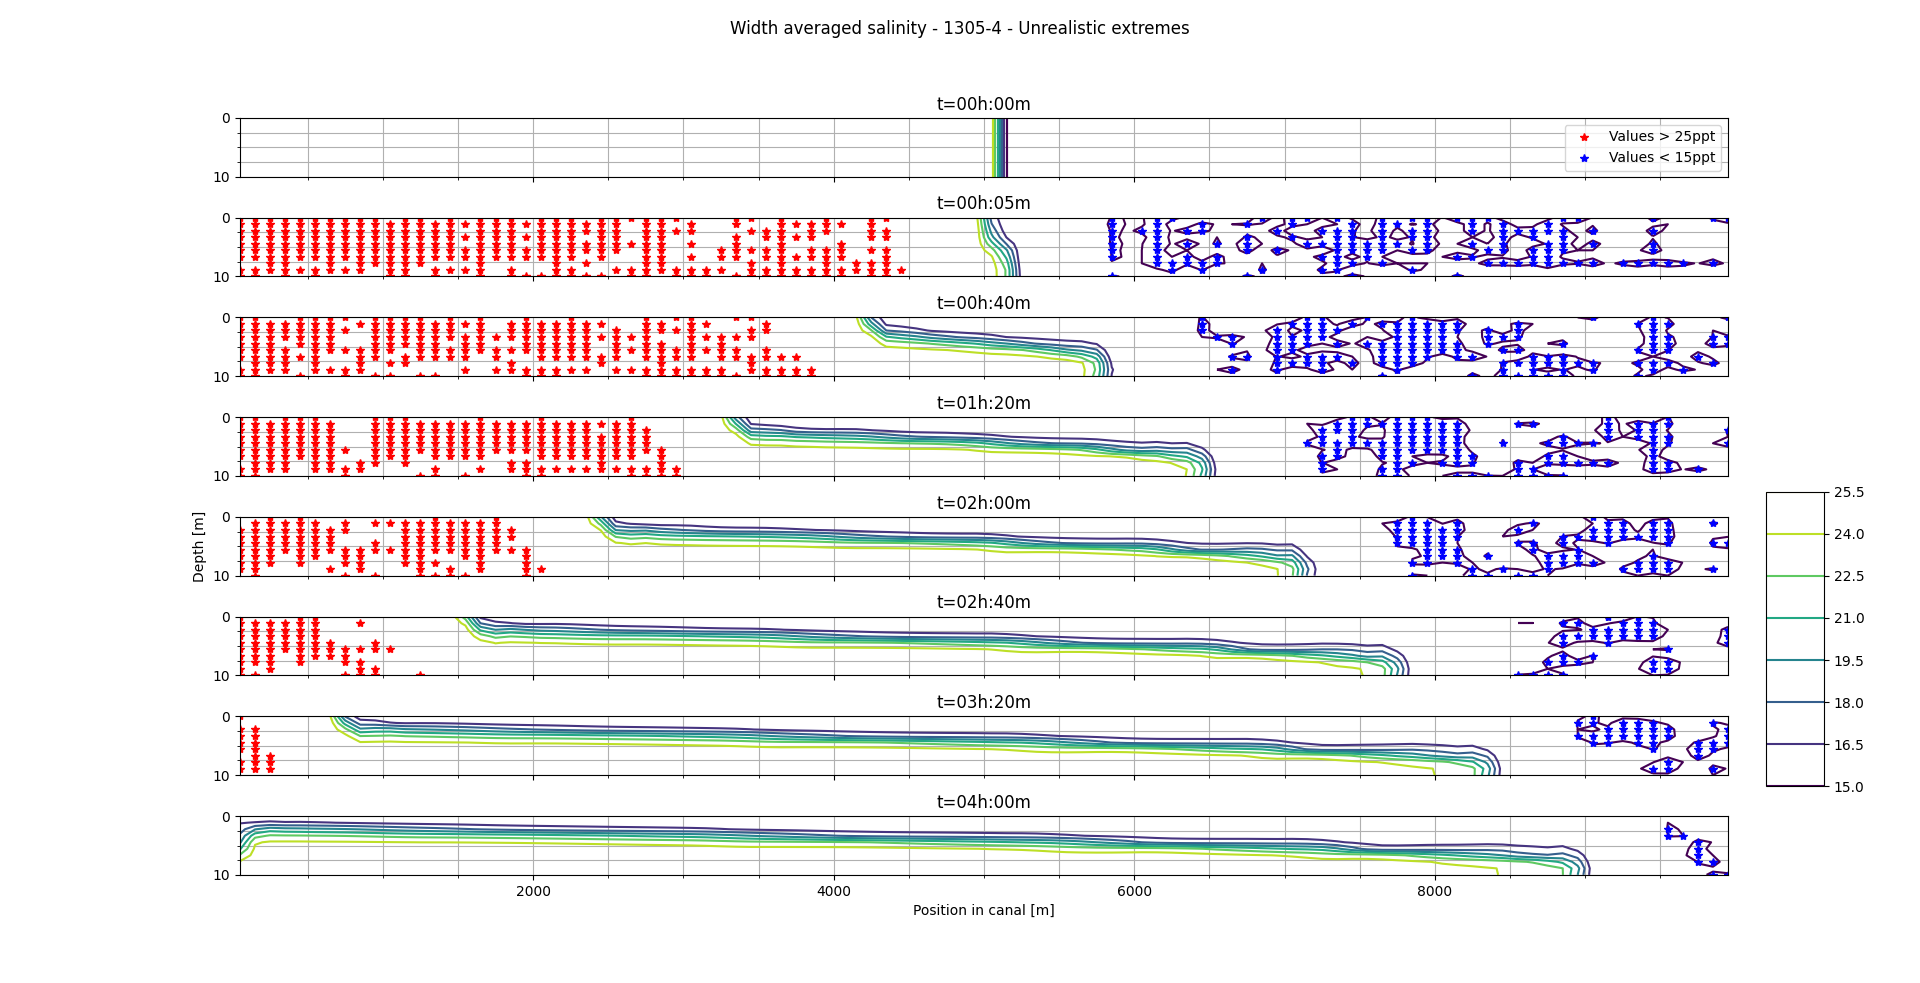 Width averaged salinity - 1305-4 - Unrealistic extremes
t=00h:00m
0
10
Values > 25ppt
Values < 15ppt
t=00h:05m
0
10
t=00h:40m
0
10
t=01h:20m
0
10
t=02h:00m
0
10
Depth [m]
t=02h:40m
0
10
t=03h:20m
0
10
t=04h:00m
0
10
2000 4000 6000 8000
Position in canal [m]
25.5
24.0
22.5
21.0
19.5
18.0
16.5
15.0